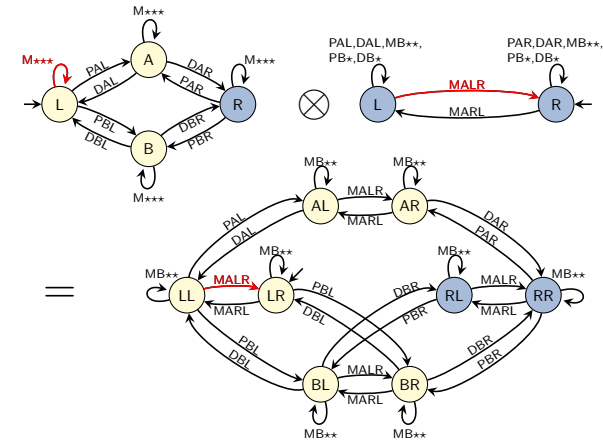 M⋆⋆⋆
M⋆⋆⋆
M⋆⋆⋆
PAL,DAL,MB⋆⋆,
PB⋆,DB⋆
PAR,DAR,MB⋆⋆,
PB⋆,DB⋆
A
PAL
DAL
DAR
PAR
L
R
⊗
L
MALR
MARL
R
PBL
DBL
DBR
PBR
B
M⋆⋆⋆
MB⋆⋆
MB⋆⋆
AL
MALR
MARL
AR
PAL
DAL
DAR
PAR
MB⋆⋆
MB⋆⋆
MB⋆⋆
MB⋆⋆
=
LL
MALR
MARL
LR
PBL
DBL
DBR
PBR
RL
MALR
MARL
RR
PBL
DBL
DBR
PBR
BL
MALR
MARL
BR
MB⋆⋆
MB⋆⋆